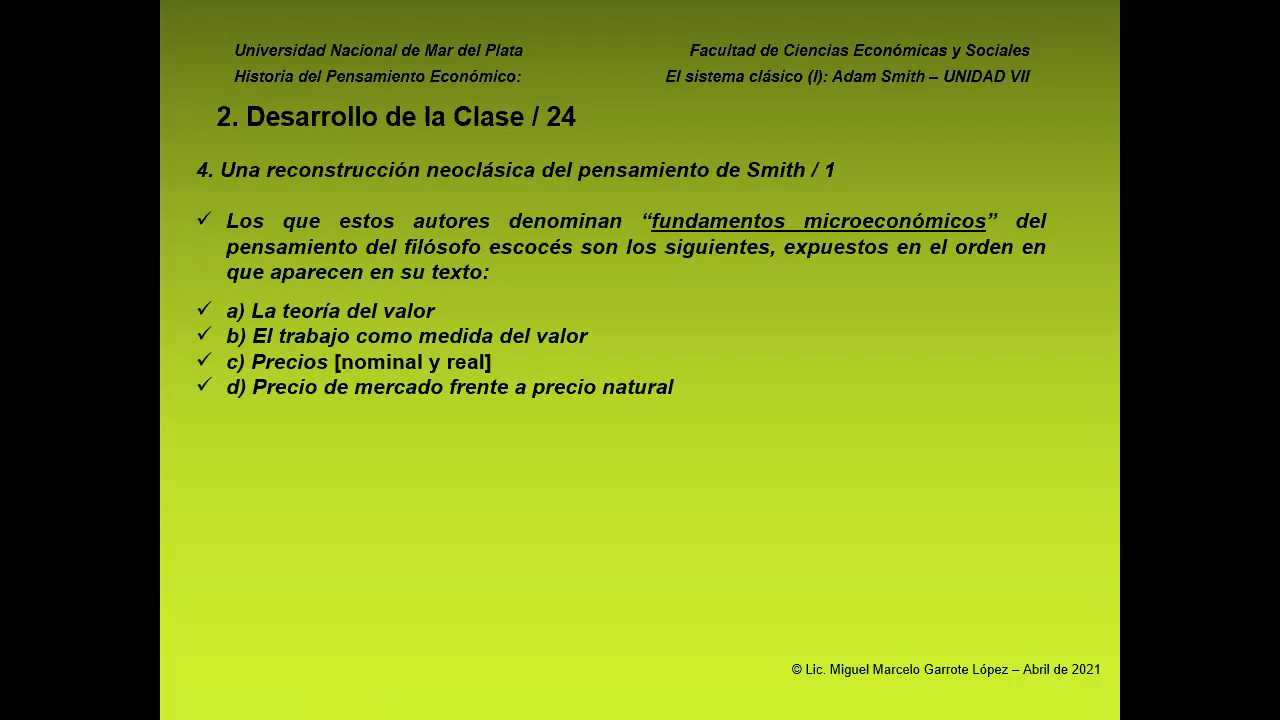 Universidad Nacional de Mar del Plata
Facultad de Ciencias Económicas y Sociales
Historia del Pensamiento Económico:
El sistema clásico (I): Adam Smith – UNIDAD VII
2. Desarrollo de la Clase / 24
4. Una reconstrucción neoclásica del pensamiento de Smith / 1
✓ Los que estos autores denominan “fundamentos microeconómicos” del
pensamiento del filósofo escocés son los siguientes, expuestos en el orden en
que aparecen en su texto:
✓ a) La teoría del valor
✓ b) El trabajo como medida del valor
✓ c) Precios [nominal y real]
✓ d) Precio de mercado frente a precio natural
© Lic. Miguel Marcelo Garrote López – Abril de 2021